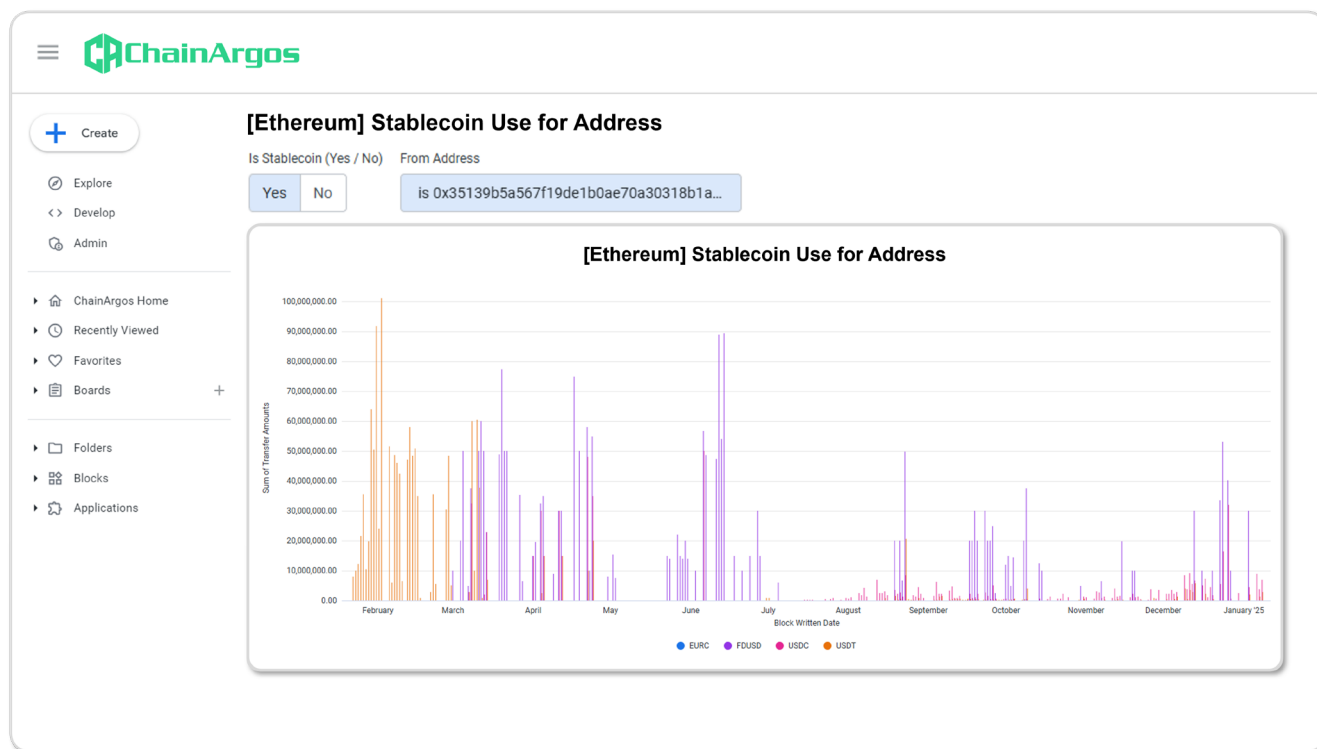 ChainArgos
Create
Explore
Develop
Admin
ChainArgos Home
Recently Viewed
Favorites
Boards
Folders
Blocks
Applications
[Ethereum] Stablecoin Use for Address
Is Stablecoin (Yes / No) From Address
Yes No is 0x35139b5a567f19de1b0ae70a30318b1a...
[Ethereum] Stablecoin Use for Address
Sum of Transfer Amounts
100,000,000.00
90,000,000.00
80,000,000.00
70,000,000.00
60,000,000.00
50,000,000.00
40,000,000.00
30,000,000.00
20,000,000.00
10,000,000.00
0.00
February March April May June July August September October November December January '25
Block Written Date
EURC FDUSD USDC USDT